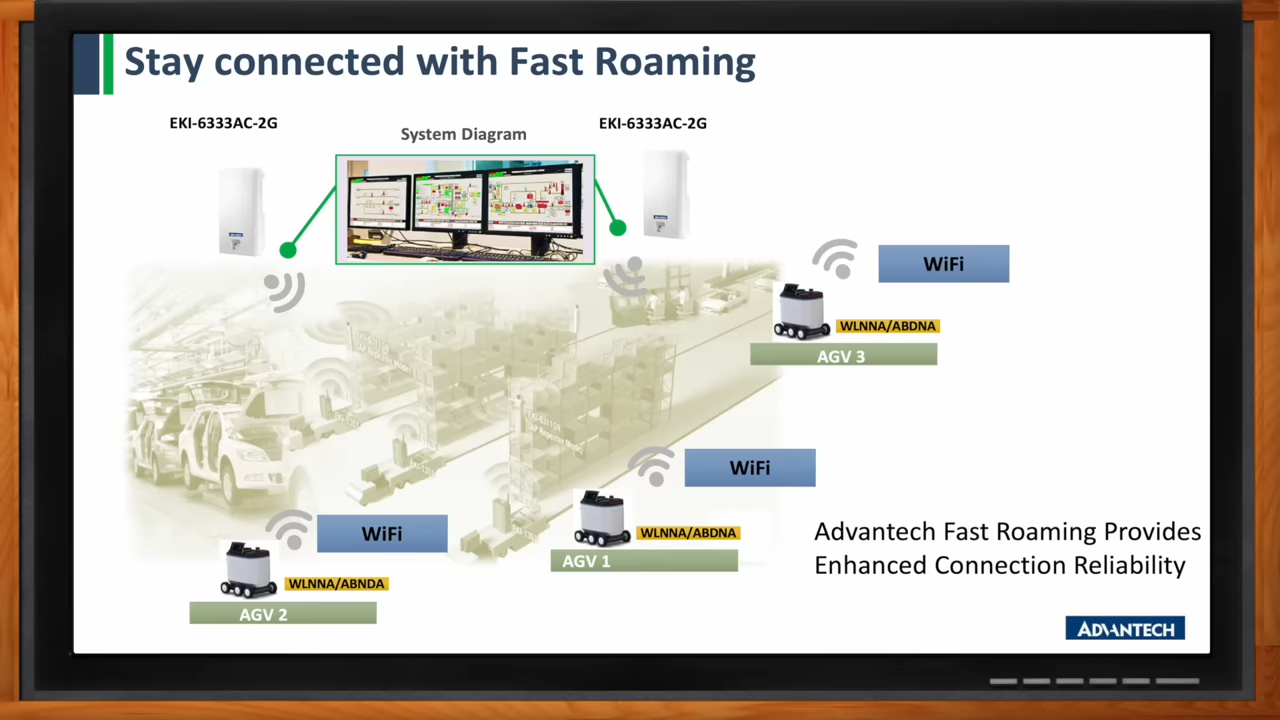 Stay connected with Fast Roaming
EKI-6333AC-2G
System Diagram
EKI-6333AC-2G
WiFi
WLNNA/ABDNA
AGV 3
WiFi
WLNNA/ABDNA
AGV 1
WiFi
WLNNA/ABNDA
AGV 2
Advantech Fast Roaming Provides
Enhanced Connection Reliability
ADVANTECH